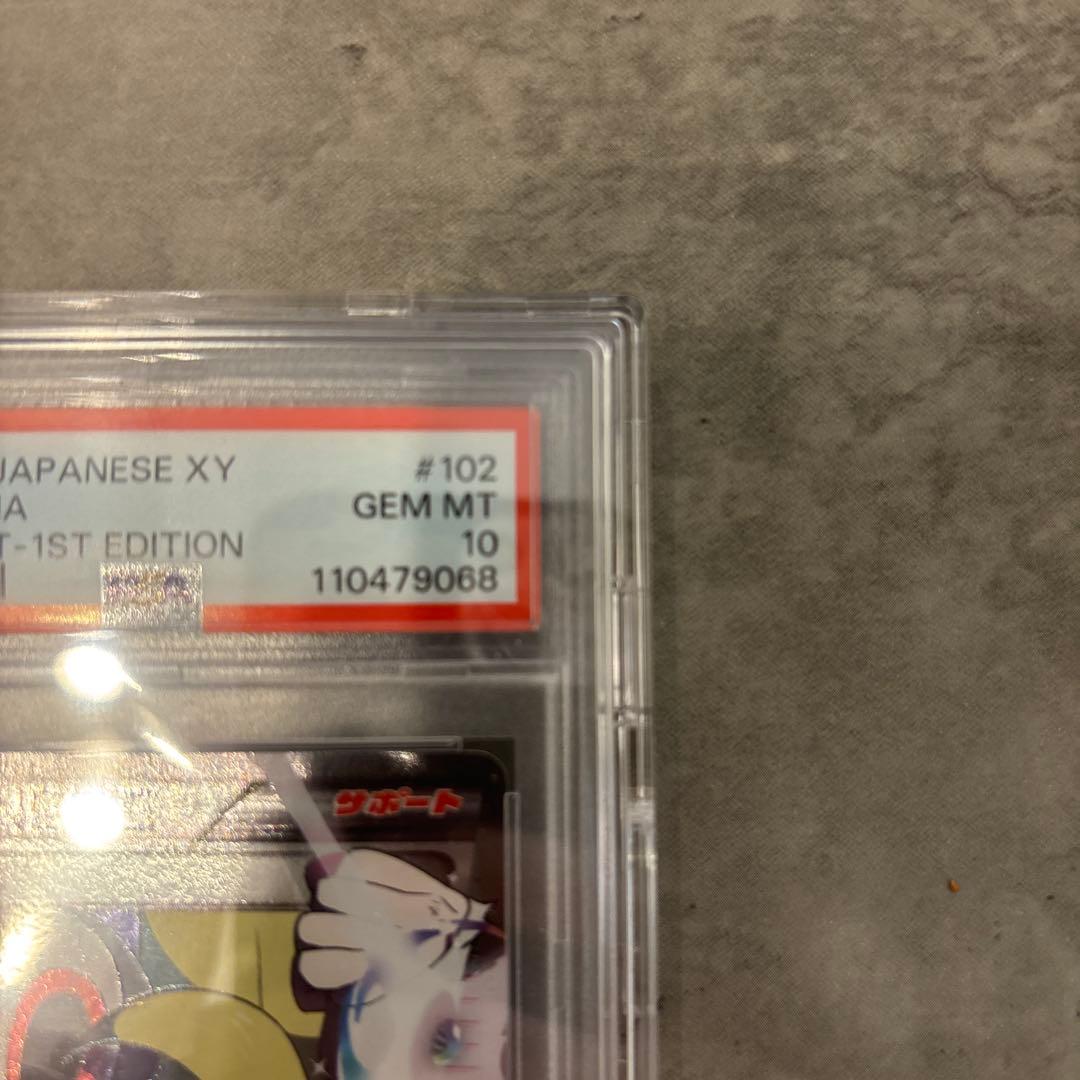 JAPANESE XY #102
IA GEM MT
T-1ST EDITION 10
I 110479068
サポート